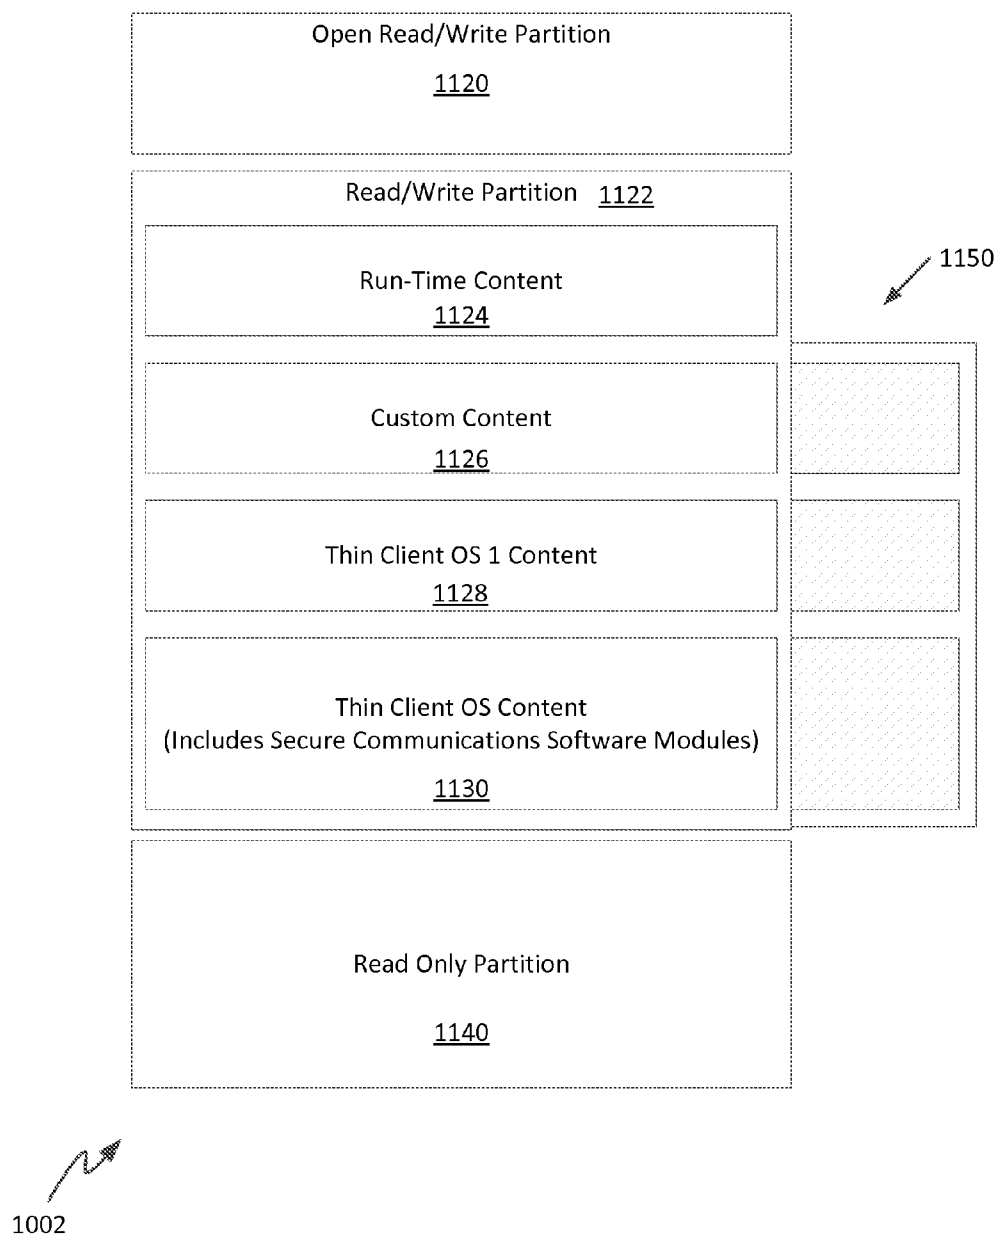 Open Read/Write Partition
1120
Read/Write Partition 1122
Run-Time Content
1124
1150
Custom Content
1126
Thin Client OS 1 Content
1128
Thin Client OS Content
(Includes Secure Communications Software Modules)
1130
Read Only Partition
1140
1002